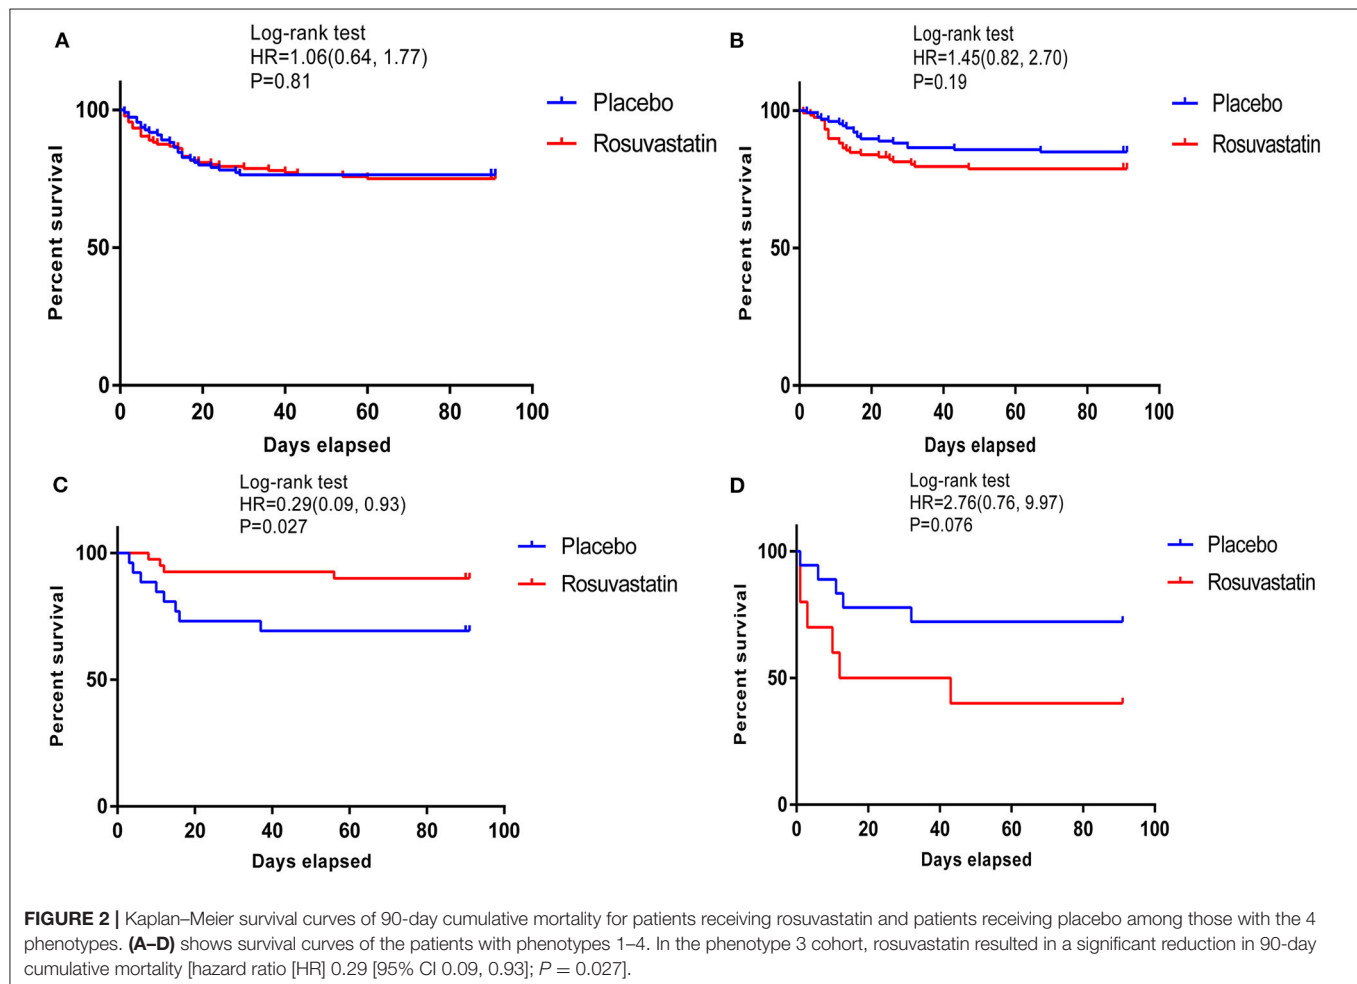 A
Log-rank test
HR=1.06(0.64, 1.77)
P=0.81
Placebo
Rosuvastatin
100
50
0
Percent survival
0 20 40 60 80 100
Days elapsed
B
Log-rank test
HR=1.45(0.82, 2.70)
P=0.19
Placebo
Rosuvastatin
100
50
0
Percent survival
0 20 40 60 80 100
Days elapsed
C
Log-rank test
HR=0.29(0.09, 0.93)
P=0.027
Placebo
Rosuvastatin
100
50
0
Percent survival
0 20 40 60 80 100
Days elapsed
D
Log-rank test
HR=2.76(0.76, 9.97)
P=0.076
Placebo
Rosuvastatin
100
50
0
Percent survival
0 20 40 60 80 100
Days elapsed
FIGURE 2 | Kaplan–Meier survival curves of 90-day cumulative mortality for patients receiving rosuvastatin and patients receiving placebo among those with the 4
phenotypes. (A–D) shows survival curves of the patients with phenotypes 1–4. In the phenotype 3 cohort, rosuvastatin resulted in a significant reduction in 90-day
cumulative mortality [hazard ratio [HR] 0.29 [95% CI 0.09, 0.93]; P = 0.027].